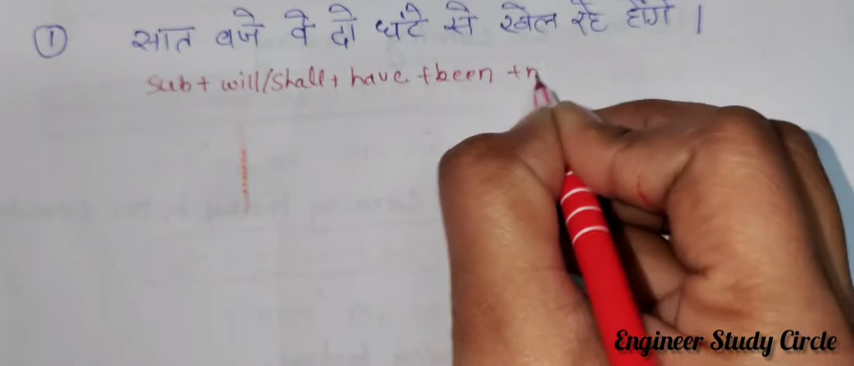 ① सात बजे वे दो घंटे से खेल रहे होंगे ।
Sub + will/Shall + have + been +
Engineer Study Circle